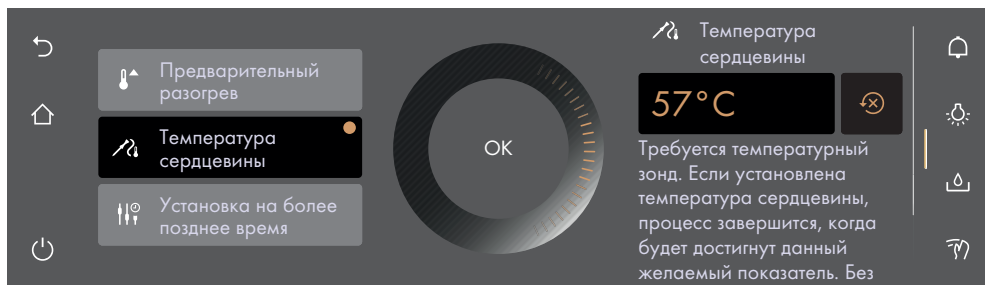 Предварительный
разогрев
Температура
сердцевины
Установка на более
позднее время
OK
Температура
сердцевины
57°C
Требуется температурный
зонд. Если установлена
температура сердцевины,
процесс завершится, когда
будет достигнут данный
желаемый показатель. Без